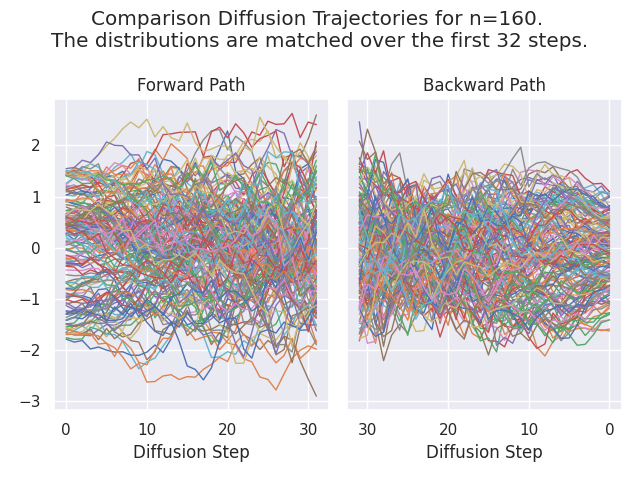 Comparison Diffusion Trajectories for n=160.
The distributions are matched over the first 32 steps.
Forward Path
Backward Path
2
1
0
−1
−2
−3
0 10 20 30
30 20 10 0
Diffusion Step
Diffusion Step